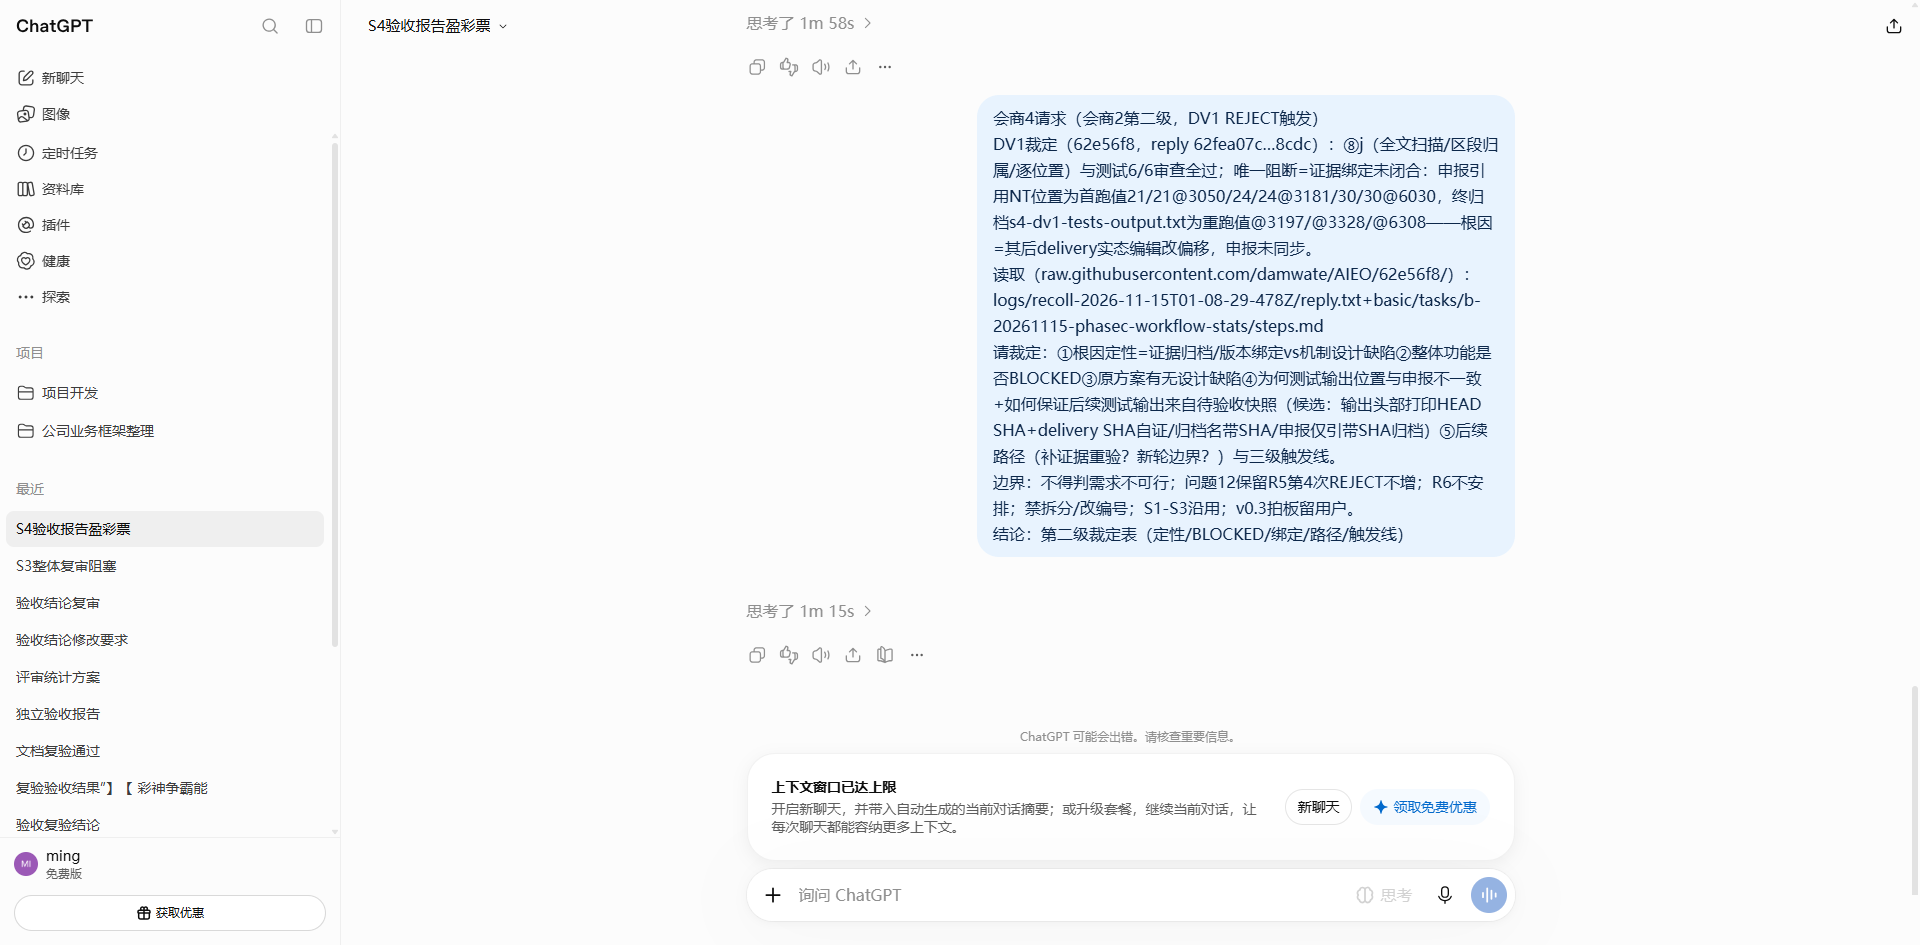 ChatGPT
新聊天
图像
定时任务
资料库
插件
健康
探索
项目
项目开发
公司业务框架整理
最近
S4验收报告盈彩票
S3整体复审阻塞
验收结论复审
验收结论修改要求
评审统计方案
独立验收报告
文档复验通过
复验验收结果”】【 彩神争霸能
验收复验结论
MI
ming
免费版
获取优惠
S4验收报告盈彩票
思考了 1m 58s
会商4请求（会商2第二级，DV1 REJECT触发）
DV1裁定（62e56f8，reply 62fea07c…8cdc）：⑧j（全文扫描/区段归
属/逐位置）与测试6/6审查全过；唯一阻断=证据绑定未闭合：申报引
用NT位置为首跑值21/21@3050/24/24@3181/30/30@6030，终归
档s4-dv1-tests-output.txt为重跑值@3197/@3328/@6308——根因
=其后delivery实态编辑改偏移，申报未同步。
读取（raw.githubusercontent.com/damwate/AIEO/62e56f8/）：
logs/recoll-2026-11-15T01-08-29-478Z/reply.txt+basic/tasks/b-
20261115-phasec-workflow-stats/steps.md
请裁定：①根因定性=证据归档/版本绑定vs机制设计缺陷②整体功能是
否BLOCKED③原方案有无设计缺陷④为何测试输出位置与申报不一致
+如何保证后续测试输出来自待验收快照（候选：输出头部打印HEAD
SHA+delivery SHA自证/归档名带SHA/申报仅引带SHA归档）⑤后续
路径（补证据重验？新轮边界？）与三级触发线。
边界：不得判需求不可行；问题12保留R5第4次REJECT不增；R6不安
排；禁拆分/改编号；S1-S3沿用；v0.3拍板留用户。
结论：第二级裁定表（定性/BLOCKED/绑定/路径/触发线）
思考了 1m 15s
ChatGPT 可能会出错。请核查重要信息。
上下文窗口已达上限
开启新聊天，并带入自动生成的当前对话摘要；或升级套餐，继续当前对话，让
每次聊天都能容纳更多上下文。
新聊天
领取免费优惠
询问 ChatGPT
思考